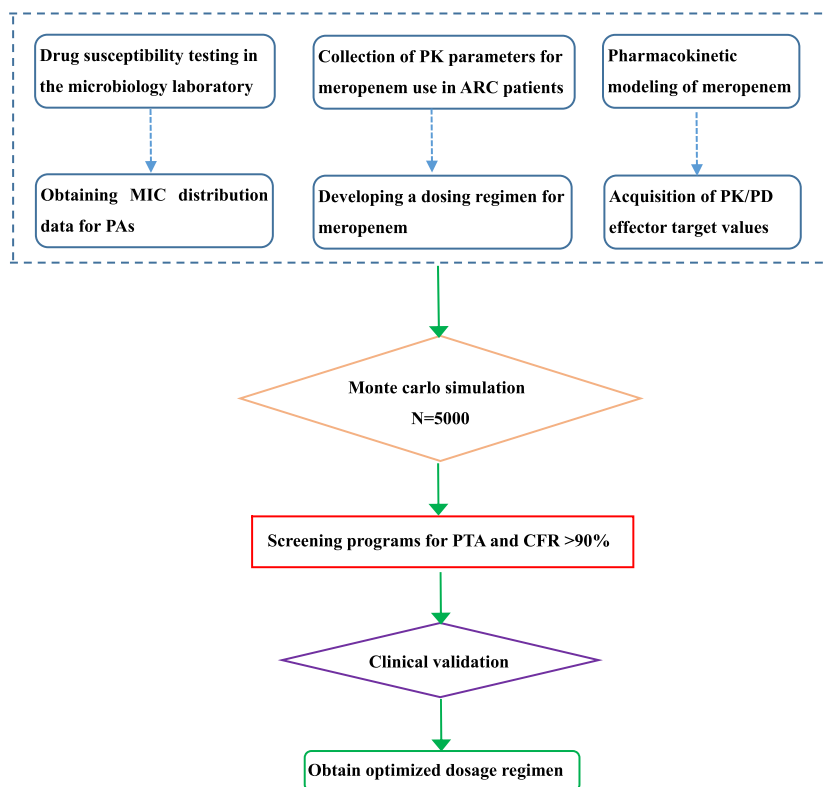 Drug susceptibility testing in
the microbiology laboratory
Collection of PK parameters for
meropenem use in ARC patients
Pharmacokinetic
modeling of meropenem
Obtaining MIC distribution
data for PAs
Developing a dosing regimen for
meropenem
Acquisition of PK/PD
effector target values
Monte carlo simulation
N=5000
Screening programs for PTA and CFR >90%
Clinical validation
Obtain optimized dosage regimen